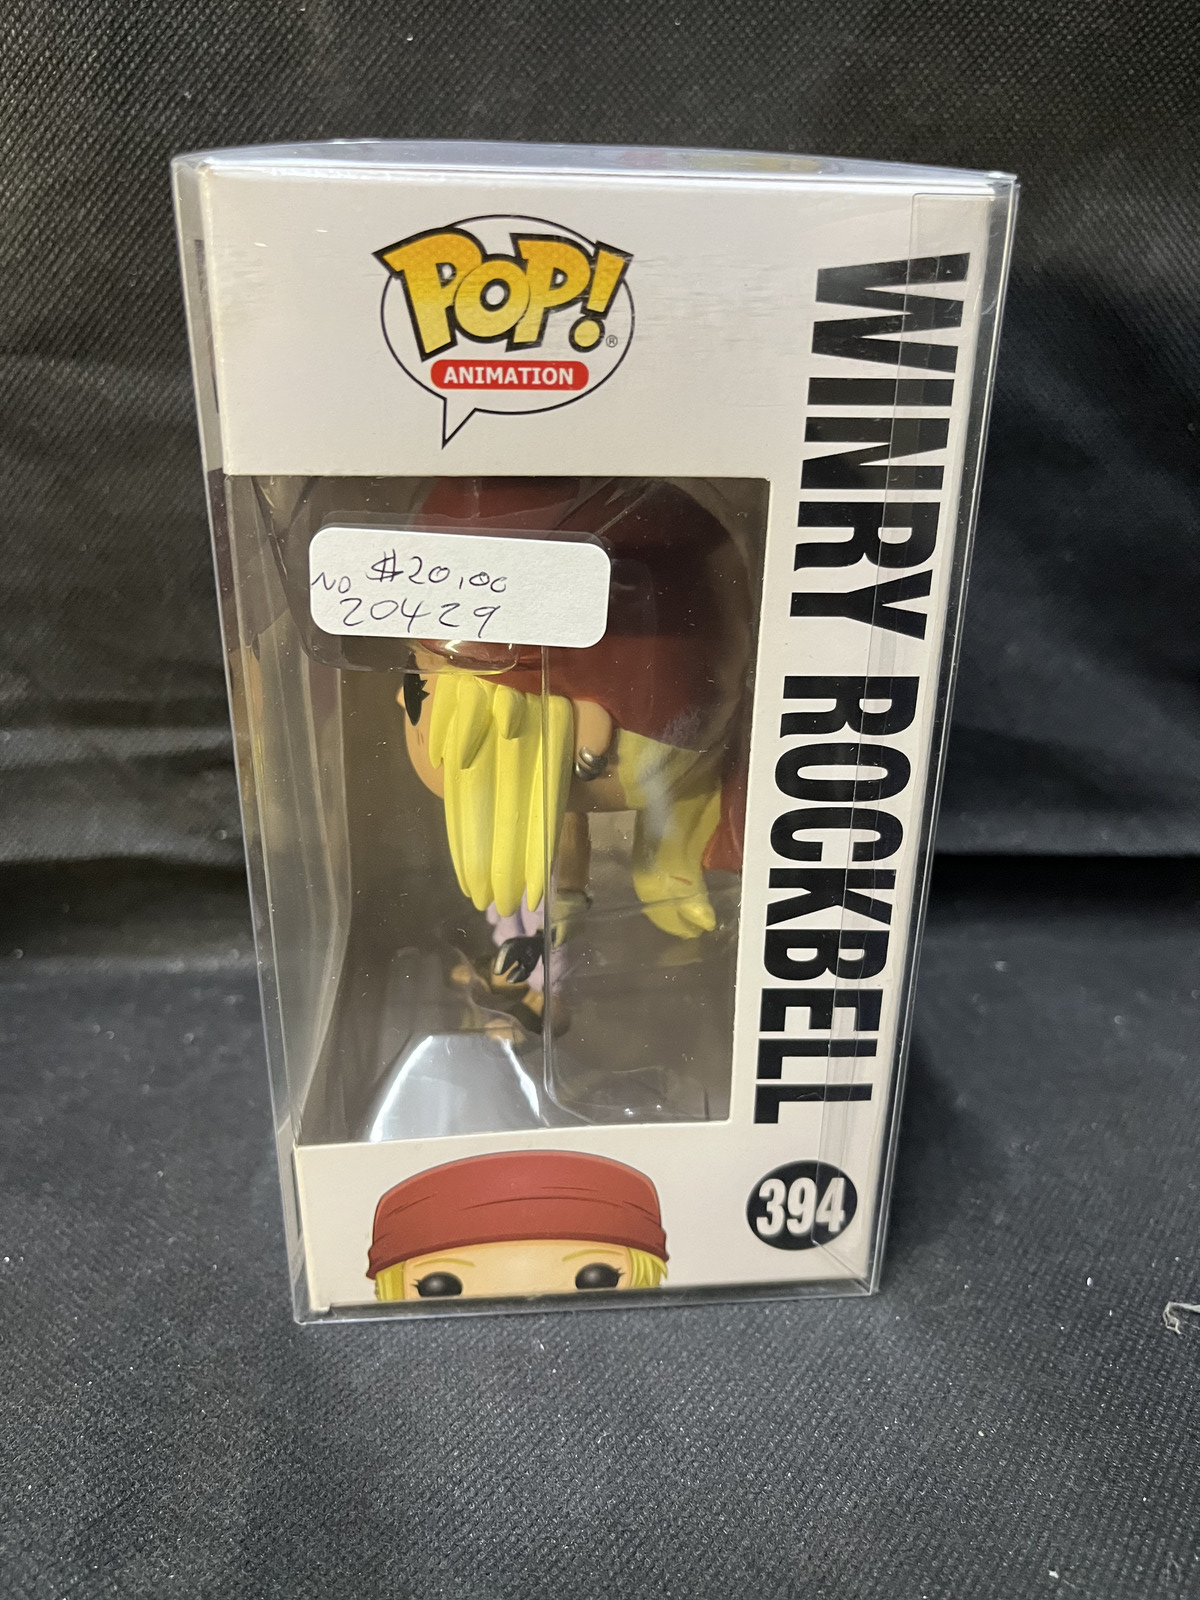 POP!®
ANIMATION
$20.00
NO
20429
WINRY ROCKBELL
394